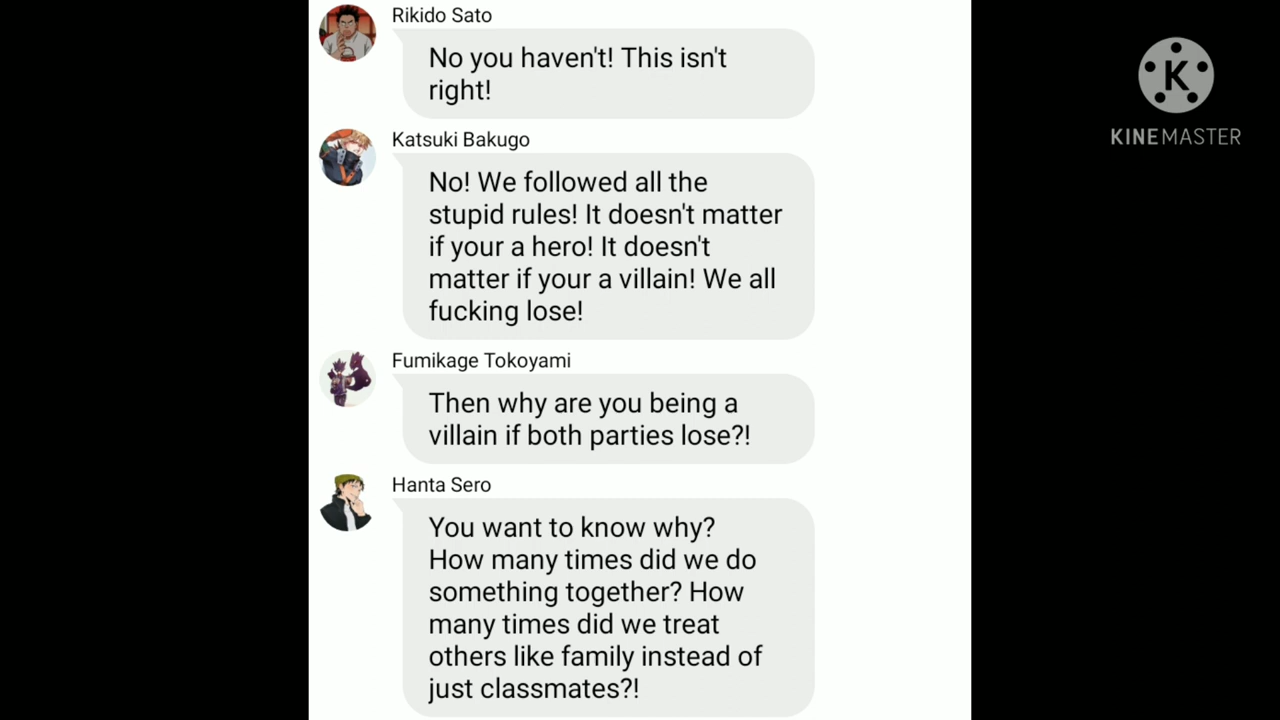 Rikido Sato
No you haven't! This isn't
right!
Katsuki Bakugo
No! We followed all the
stupid rules! It doesn't matter
if your a hero! It doesn't
matter if your a villain! We all
fucking lose!
Fumikage Tokoyami
Then why are you being a
villain if both parties lose?!
Hanta Sero
You want to know why?
How many times did we do
something together? How
many times did we treat
others like family instead of
just classmates?!
K
KINEMASTER